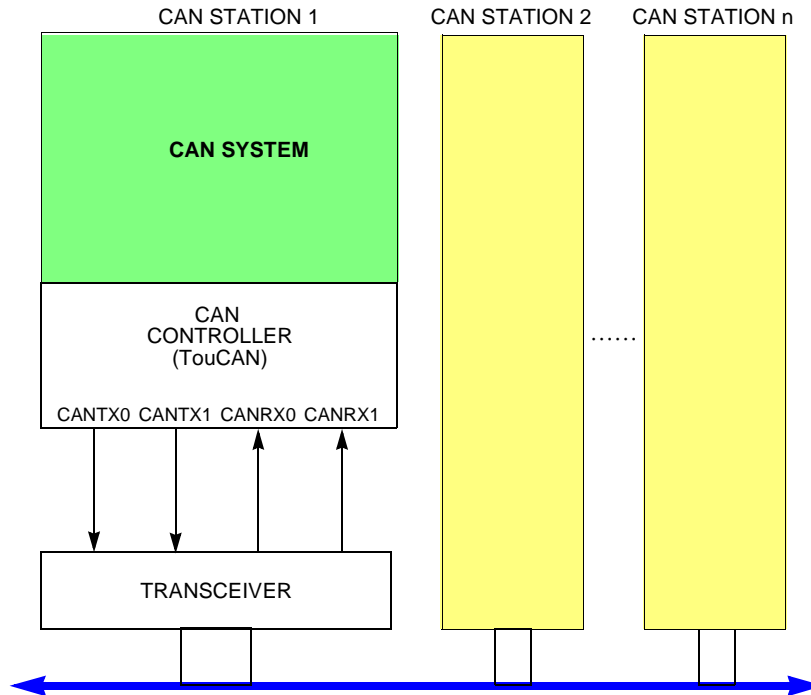 CAN STATION 1
CAN STATION 2
CAN STATION n
CAN SYSTEM
CAN
CONTROLLER
(TouCAN)
......
CANTX0 CANTX1 CANRX0 CANRX1
TRANSCEIVER